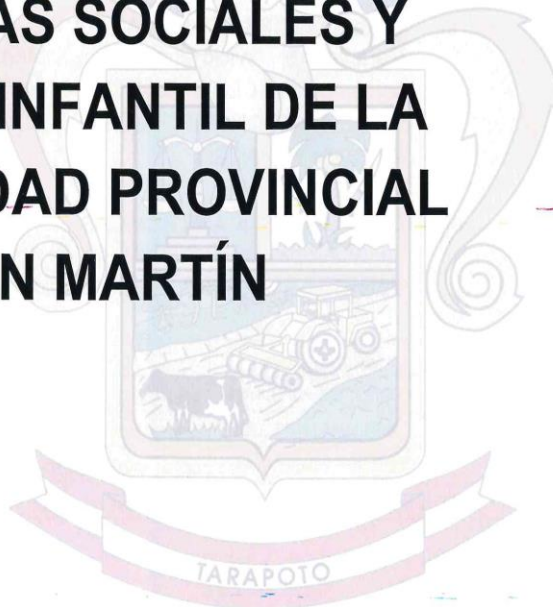 AS SOCIALES Y
INFANTIL DE LA
DAD PROVINCIAL
N MARTÍN
TARAPOTO